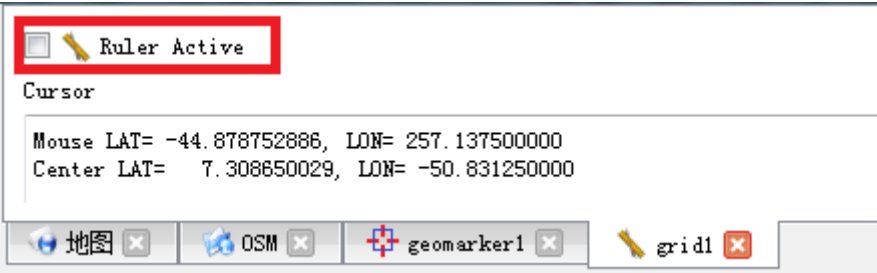 Ruler Active
Cursor
Mouse LAT= -44.878752886, LON= 257.137500000
Center LAT=   7.308650029, LON= -50.831250000
地图 OSM geomarker1 grid1